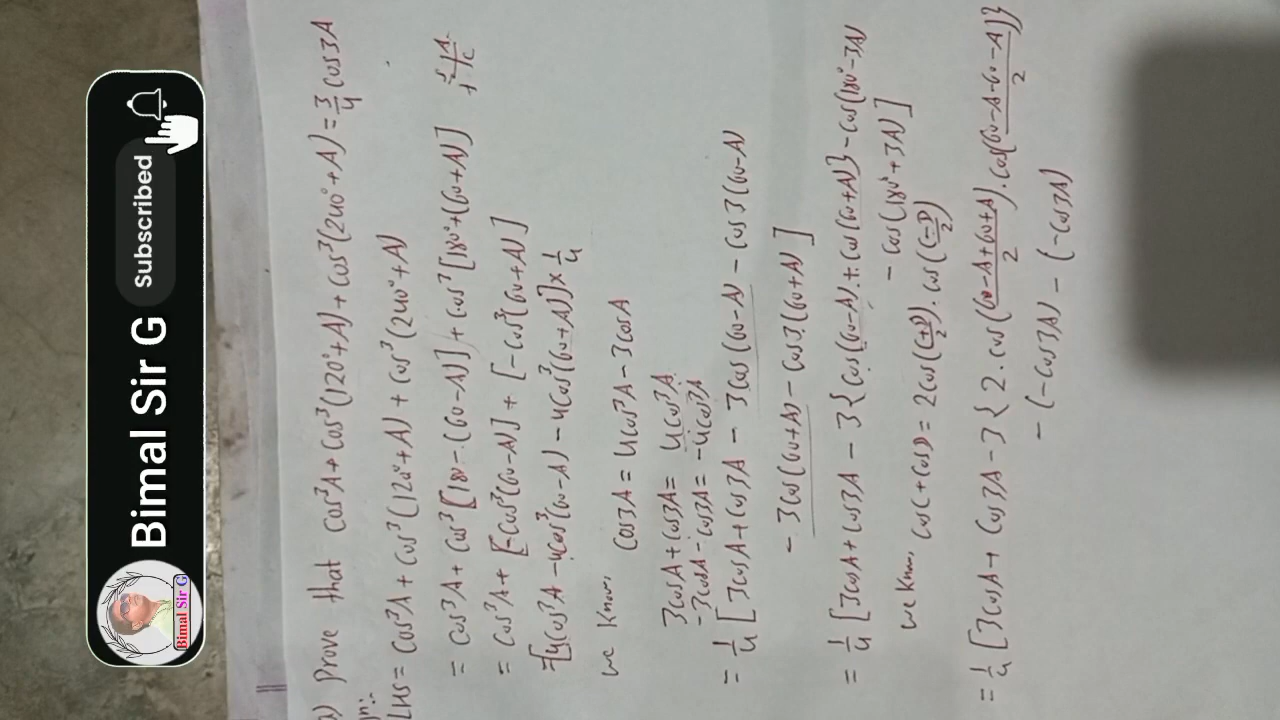 Bimal Sir G
subscribed
Bimal Sir G
a) Prove that cos³A + cos³(120°+A) + cos³(240°+A) = 3/4 cos3A
LHS = cos³A + cos³(120°+A) + cos³(240°+A)
= cos³A + cos³[180-(60-A)] + cos³[180+(60+A)]
= cos³A + [-cos³(60-A)] + [-cos³(60+A)]
=[4cos³A - 4cos³(60-A) - 4cos³(60+A)] × 1/4
we know, cos3A = 4cos³A - 3cosA
3cosA + cos3A = 4cos³A
-3cosA - cos3A = -4cos³A
= 1/4 [3cosA + cos3A - 3cos(60-A) - cos3(60-A)
- 3cos(60+A) - cos3(60+A)]
= 1/4 [3cosA + cos3A - 3{cos(60-A) + cos(60+A)} - cos(180°-3A)
- cos(180°+3A)]
we know, cosC + cosD = 2cos((C+D)/2).cos((C-D)/2)
= 1/4 [3cosA + cos3A - 3{2.cos((60-A+60+A)/2).cos((60-A-60-A)/2)}
- (-cos3A) - (-cos3A)